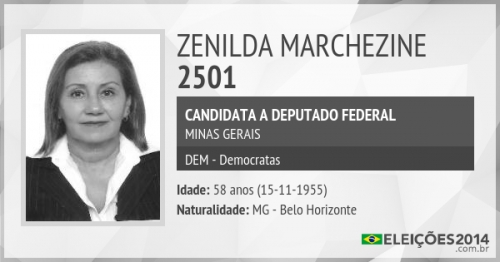 ZENILDA MARCHEZINE
2501
CANDIDATA A DEPUTADO FEDERAL
MINAS GERAIS
DEM - Democratas
Idade: 58 anos (15-11-1955)
Naturalidade: MG - Belo Horizonte
ELEIÇÕES2014
.com.br